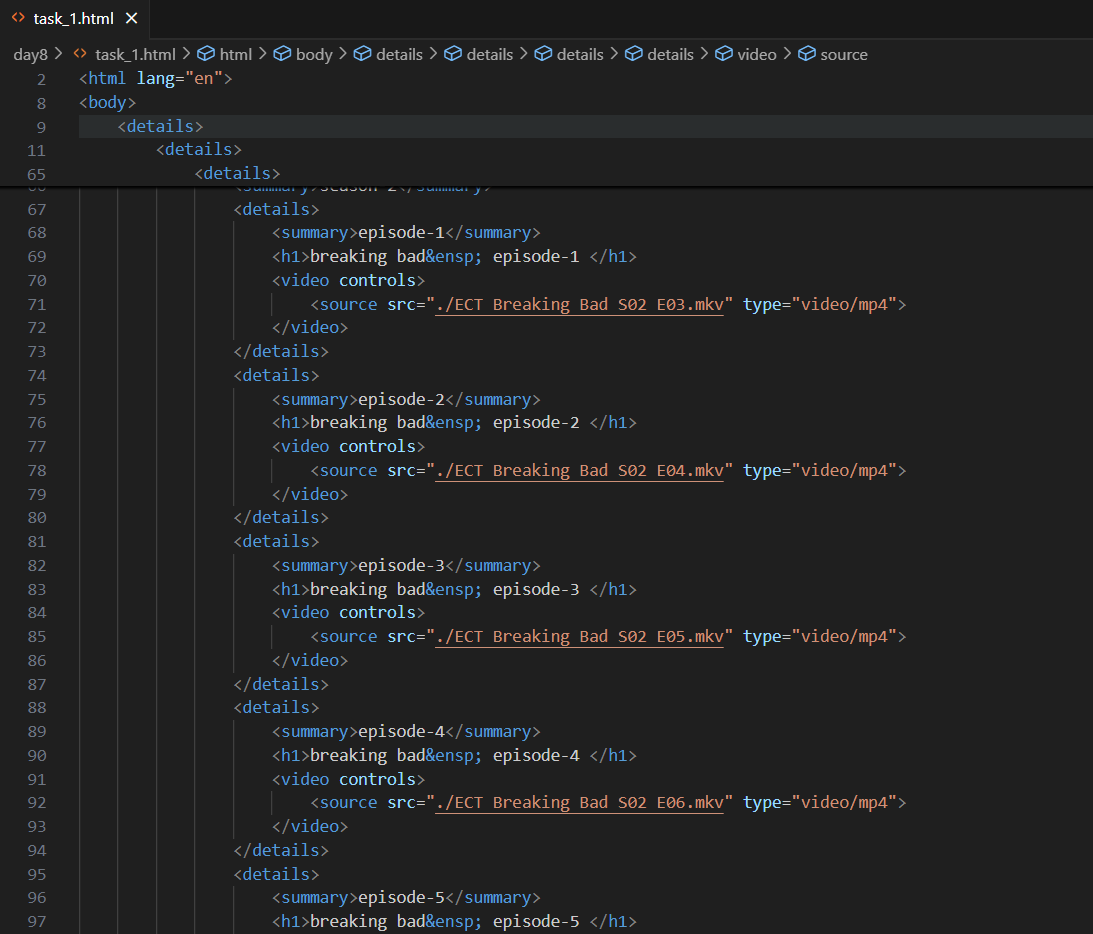 task_1.html
day8 > task_1.html > html > body > details > details > details > details > video > source
2 <html lang="en">
8 <body>
9 <details>
11 <details>
65 <details>
66 <summary>season-2</summary>
67 <details>
68 <summary>episode-1</summary>
69 <h1>breaking bad&ensp; episode-1 </h1>
70 <video controls>
71 <source src="./ECT Breaking Bad S02 E03.mkv" type="video/mp4">
72 </video>
73 </details>
74 <details>
75 <summary>episode-2</summary>
76 <h1>breaking bad&ensp; episode-2 </h1>
77 <video controls>
78 <source src="./ECT Breaking Bad S02 E04.mkv" type="video/mp4">
79 </video>
80 </details>
81 <details>
82 <summary>episode-3</summary>
83 <h1>breaking bad&ensp; episode-3 </h1>
84 <video controls>
85 <source src="./ECT Breaking Bad S02 E05.mkv" type="video/mp4">
86 </video>
87 </details>
88 <details>
89 <summary>episode-4</summary>
90 <h1>breaking bad&ensp; episode-4 </h1>
91 <video controls>
92 <source src="./ECT Breaking Bad S02 E06.mkv" type="video/mp4">
93 </video>
94 </details>
95 <details>
96 <summary>episode-5</summary>
97 <h1>breaking bad&ensp; episode-5 </h1>